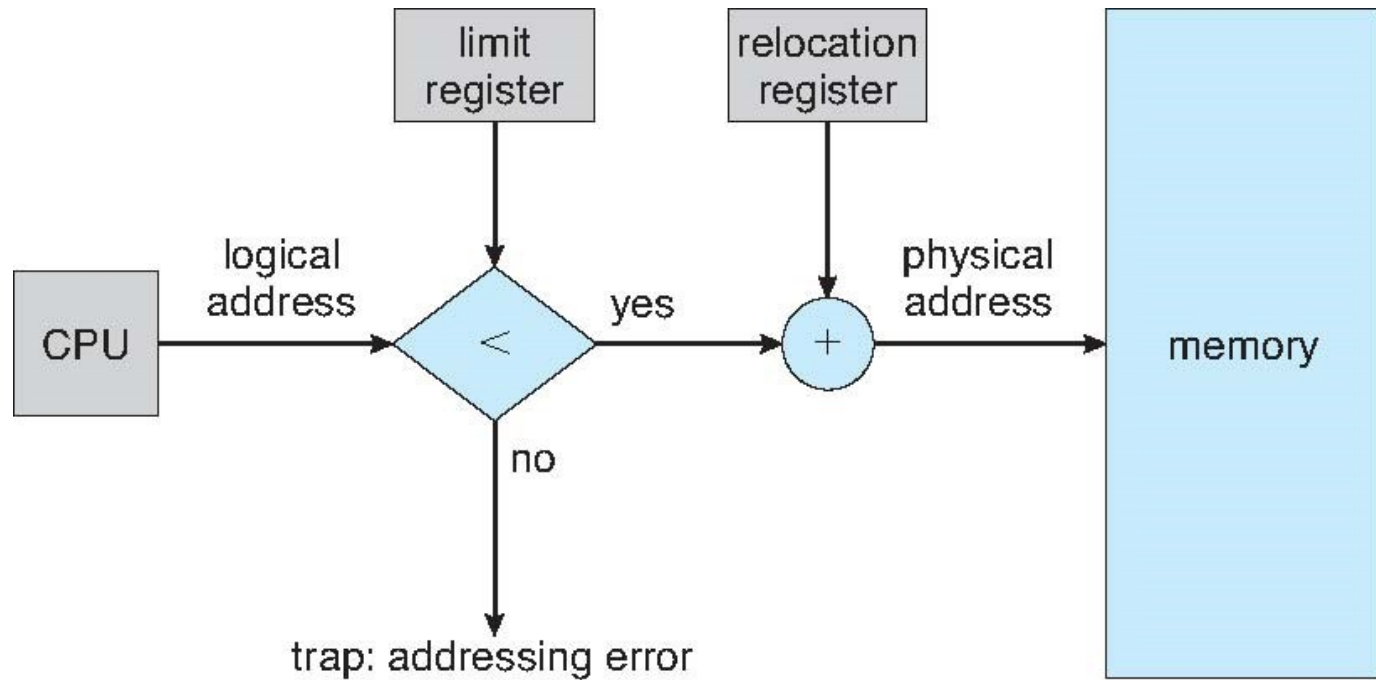 limit
register
relocation
register
logical
address
yes
physical
address
CPU
<
+
memory
no
trap: addressing error